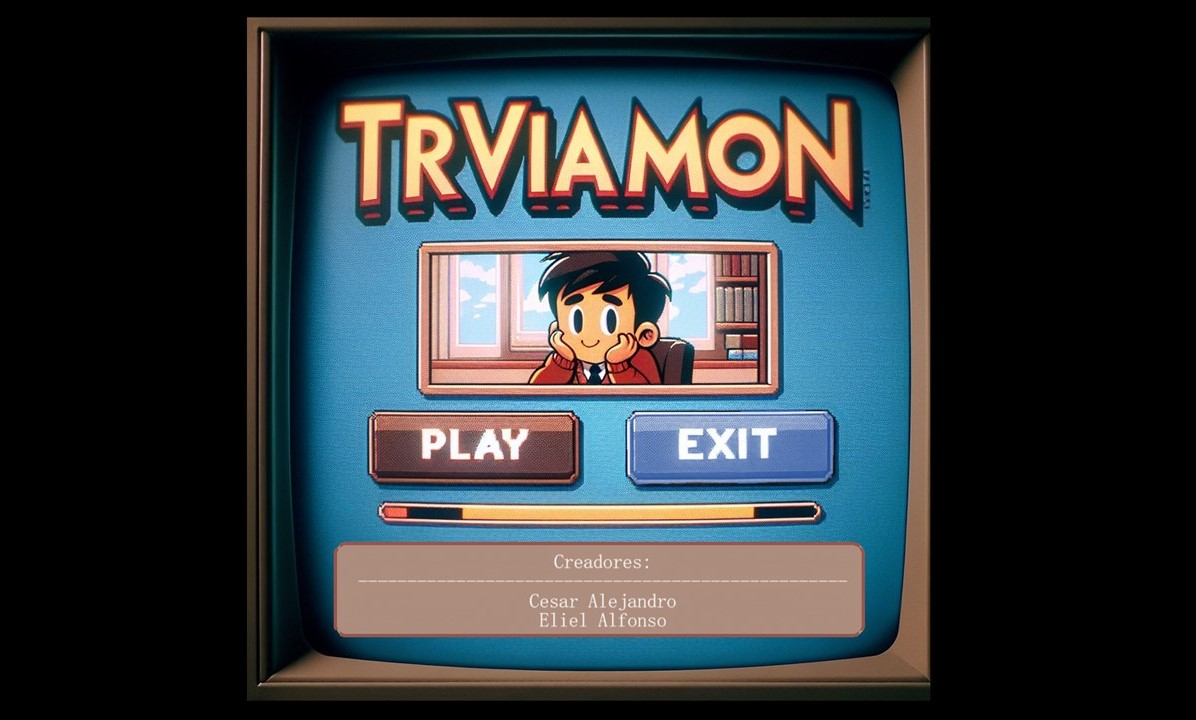 TRVIAMON
PLAY
EXIT
Creadores:
Cesar Alejandro
Eliel Alfonso